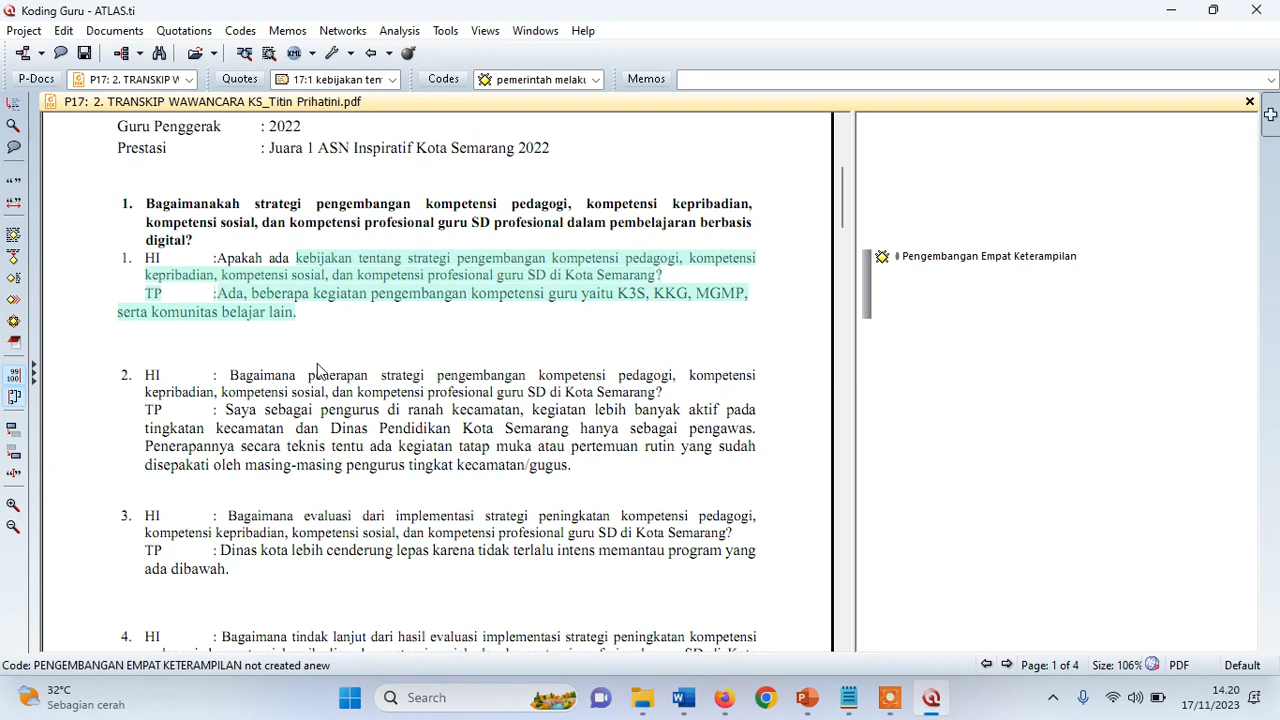 Koding Guru - ATLAS.ti
Project Edit Documents Quotations Codes Memos Networks Analysis Tools Views Windows Help
P-Docs P17: 2. TRANSKIP W Quotes 17:1 kebijakan ten Codes pemerintah melaku Memos
P17: 2. TRANSKIP WAWANCARA KS_Titin Prihatini.pdf
Guru Penggerak : 2022
Prestasi : Juara 1 ASN Inspiratif Kota Semarang 2022
1. Bagaimanakah strategi pengembangan kompetensi pedagogi, kompetensi kepribadian,
kompetensi sosial, dan kompetensi profesional guru SD profesional dalam pembelajaran berbasis
digital?
1. HI :Apakah ada kebijakan tentang strategi pengembangan kompetensi pedagogi, kompetensi
kepribadian, kompetensi sosial, dan kompetensi profesional guru SD di Kota Semarang?
TP :Ada, beberapa kegiatan pengembangan kompetensi guru yaitu K3S, KKG, MGMP,
serta komunitas belajar lain.
Pengembangan Empat Keterampilan
2. HI : Bagaimana penerapan strategi pengembangan kompetensi pedagogi, kompetensi
kepribadian, kompetensi sosial, dan kompetensi profesional guru SD di Kota Semarang?
TP : Saya sebagai pengurus di ranah kecamatan, kegiatan lebih banyak aktif pada
tingkatan kecamatan dan Dinas Pendidikan Kota Semarang hanya sebagai pengawas.
Penerapannya secara teknis tentu ada kegiatan tatap muka atau pertemuan rutin yang sudah
disepakati oleh masing-masing pengurus tingkat kecamatan/gugus.
3. HI : Bagaimana evaluasi dari implementasi strategi peningkatan kompetensi pedagogi,
kompetensi kepribadian, kompetensi sosial, dan kompetensi profesional guru SD di Kota Semarang?
TP : Dinas kota lebih cenderung lepas karena tidak terlalu intens memantau program yang
ada dibawah.
4. HI : Bagaimana tindak lanjut dari hasil evaluasi implementasi strategi peningkatan kompetensi
Code: PENGEMBANGAN EMPAT KETERAMPILAN not created anew Page: 1 of 4 Size: 106% PDF Default
32°C
Sebagian cerah
Search
14.20
17/11/2023